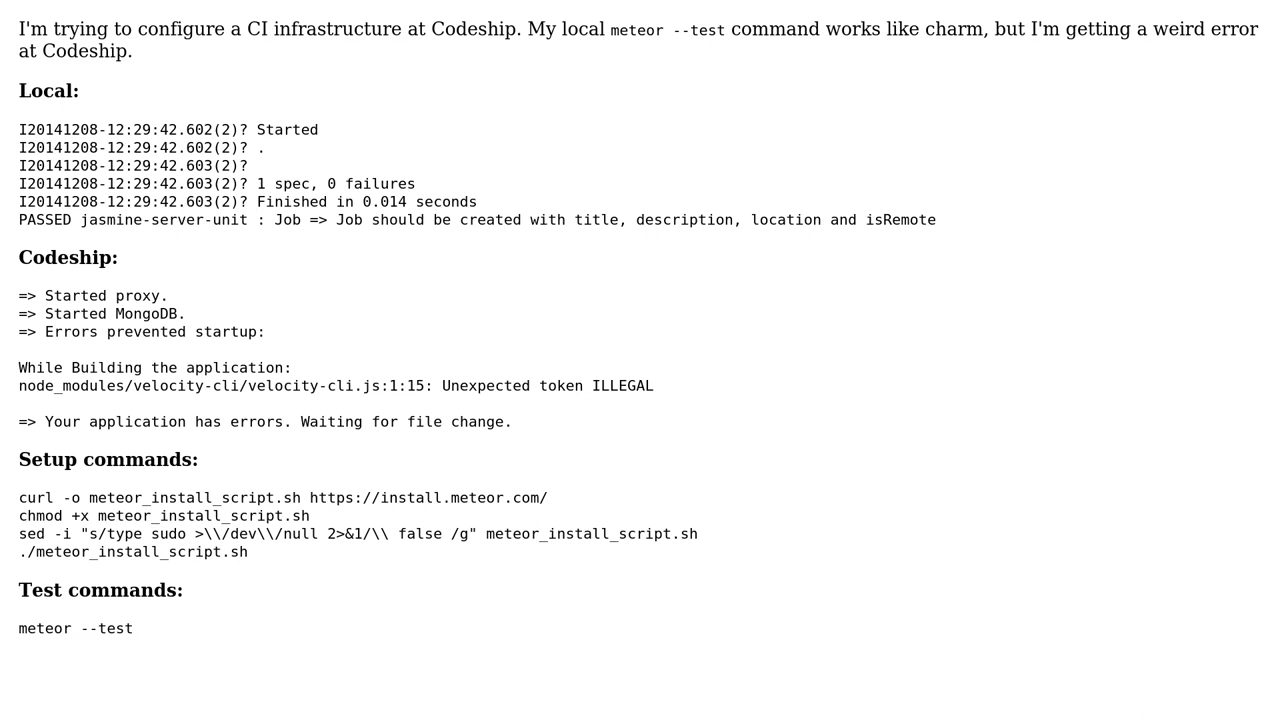 I'm trying to configure a CI infrastructure at Codeship. My local meteor --test command works like charm, but I'm getting a weird error
at Codeship.
Local:
I20141208-12:29:42.602(2)? Started
I20141208-12:29:42.602(2)? .
I20141208-12:29:42.603(2)?
I20141208-12:29:42.603(2)? 1 spec, 0 failures
I20141208-12:29:42.603(2)? Finished in 0.014 seconds
PASSED jasmine-server-unit : Job => Job should be created with title, description, location and isRemote
Codeship:
=> Started proxy.
=> Started MongoDB.
=> Errors prevented startup:
While Building the application:
node_modules/velocity-cli/velocity-cli.js:1:15: Unexpected token ILLEGAL
=> Your application has errors. Waiting for file change.
Setup commands:
curl -o meteor_install_script.sh https://install.meteor.com/
chmod +x meteor_install_script.sh
sed -i "s/type sudo >\\/dev\\/null 2>&1/\\ false /g" meteor_install_script.sh
./meteor_install_script.sh
Test commands:
meteor --test